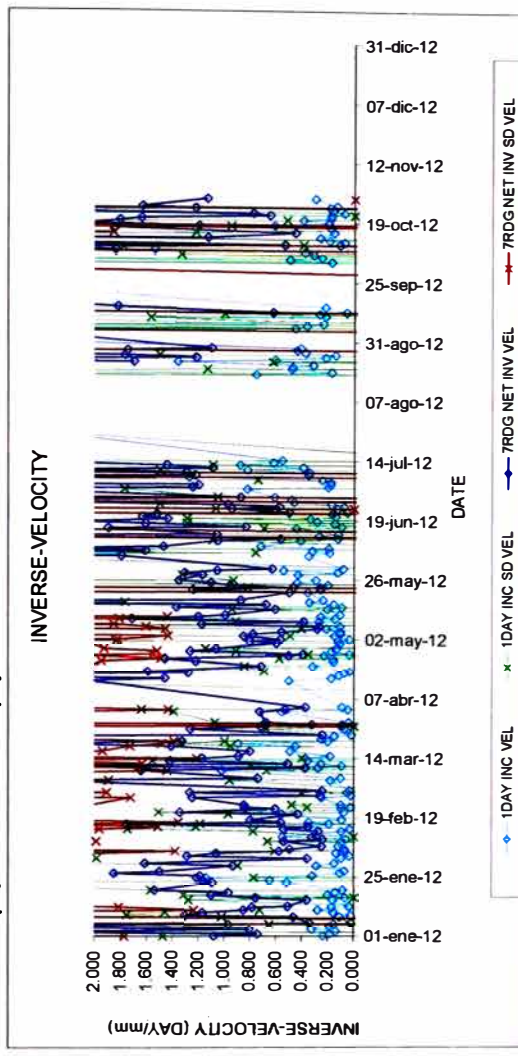 INVERSE-VELOCITY
INVERSE-VELOCITY (DAY/mm)
2.000
1.800
1.600
1.400
1.200
1.000
0.800
0.600
0.400
0.200
0.000
01-ene-12
25-ene-12
19-feb-12
14-mar-12
07-abr-12
02-may-12
26-may-12
19-jun-12
14-jul-12
07-ago-12
31-ago-12
25-sep-12
19-oct-12
12-nov-12
07-dic-12
31-dic-12
DATE
1DAY INC VEL
1DAY INC SD VEL
7RDG NET INV VEL
7RDG NET INV SD VEL